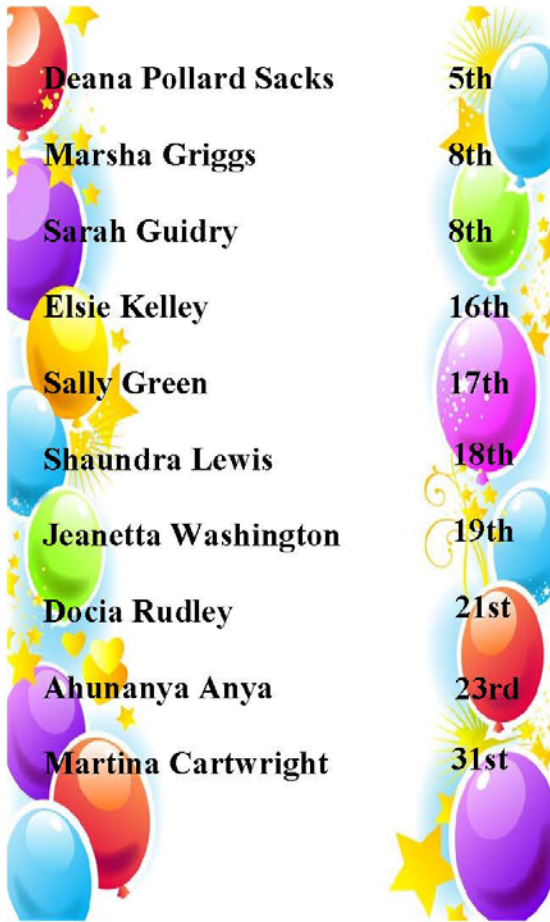 Deana Pollard Sacks 5th
Marsha Griggs 8th
Sarah Guidry 8th
Elsie Kelley 16th
Sally Green 17th
Shaundra Lewis 18th
Jeanetta Washington 19th
Docia Rudley 21st
Ahunanya Anya 23rd
Martina Cartwright 31st